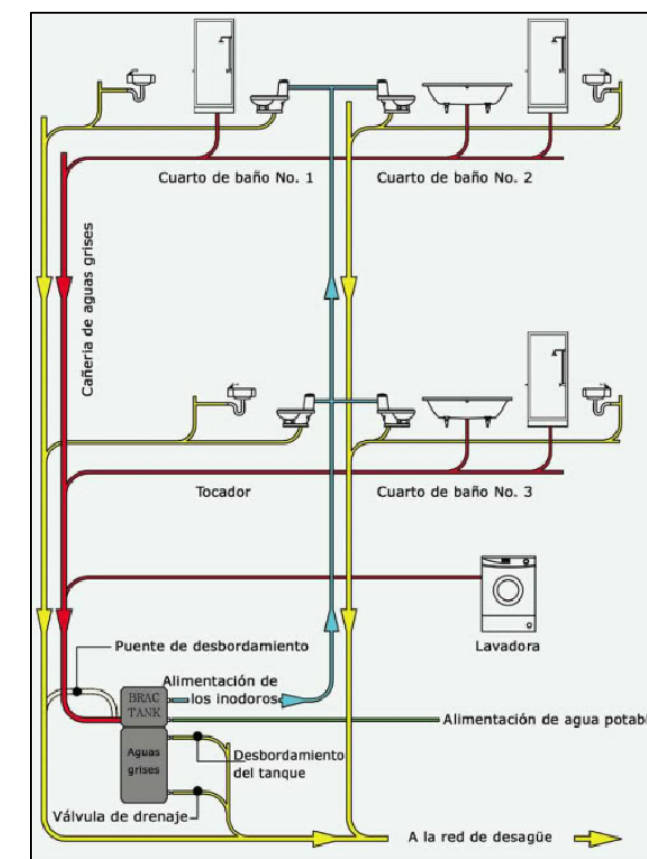 Cuarto de baño No. 1
Cuarto de baño No. 2
Cañeria de aguas grises
Tocador
Cuarto de baño No. 3
Lavadora
Puente de desbordamiento
Alimentación de
los inodoros
BRAC
TANK
Alimentación de agua potabl
Aguas
grises
Desbordamiento
del tanque
Válvula de drenaje
A la red de desagüe